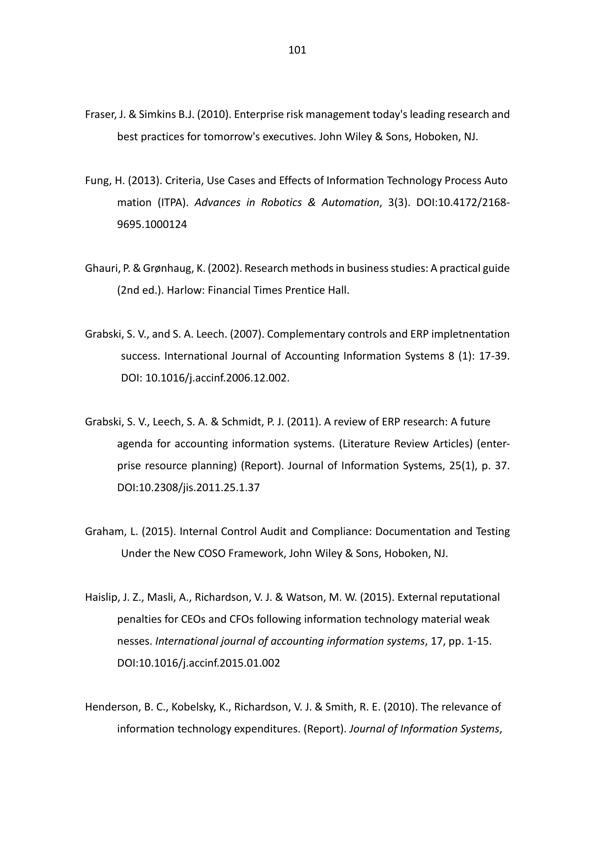 101
Fraser, J. & Simkins B.J. (2010). Enterprise risk management today's leading research and
best practices for tomorrow's executives. John Wiley & Sons, Hoboken, NJ.
Fung, H. (2013). Criteria, Use Cases and Effects of Information Technology Process Auto
mation (ITPA). Advances in Robotics & Automation, 3(3). DOI:10.4172/2168-
9695.1000124
Ghauri, P. & Grønhaug, K. (2002). Research methods in business studies: A practical guide
(2nd ed.). Harlow: Financial Times Prentice Hall.
Grabski, S. V., and S. A. Leech. (2007). Complementary controls and ERP impletnentation
success. International Journal of Accounting Information Systems 8 (1): 17-39.
DOI: 10.1016/j.accinf.2006.12.002.
Grabski, S. V., Leech, S. A. & Schmidt, P. J. (2011). A review of ERP research: A future
agenda for accounting information systems. (Literature Review Articles) (enter-
prise resource planning) (Report). Journal of Information Systems, 25(1), p. 37.
DOI:10.2308/jis.2011.25.1.37
Graham, L. (2015). Internal Control Audit and Compliance: Documentation and Testing
Under the New COSO Framework, John Wiley & Sons, Hoboken, NJ.
Haislip, J. Z., Masli, A., Richardson, V. J. & Watson, M. W. (2015). External reputational
penalties for CEOs and CFOs following information technology material weak
nesses. International journal of accounting information systems, 17, pp. 1-15.
DOI:10.1016/j.accinf.2015.01.002
Henderson, B. C., Kobelsky, K., Richardson, V. J. & Smith, R. E. (2010). The relevance of
information technology expenditures. (Report). Journal of Information Systems,